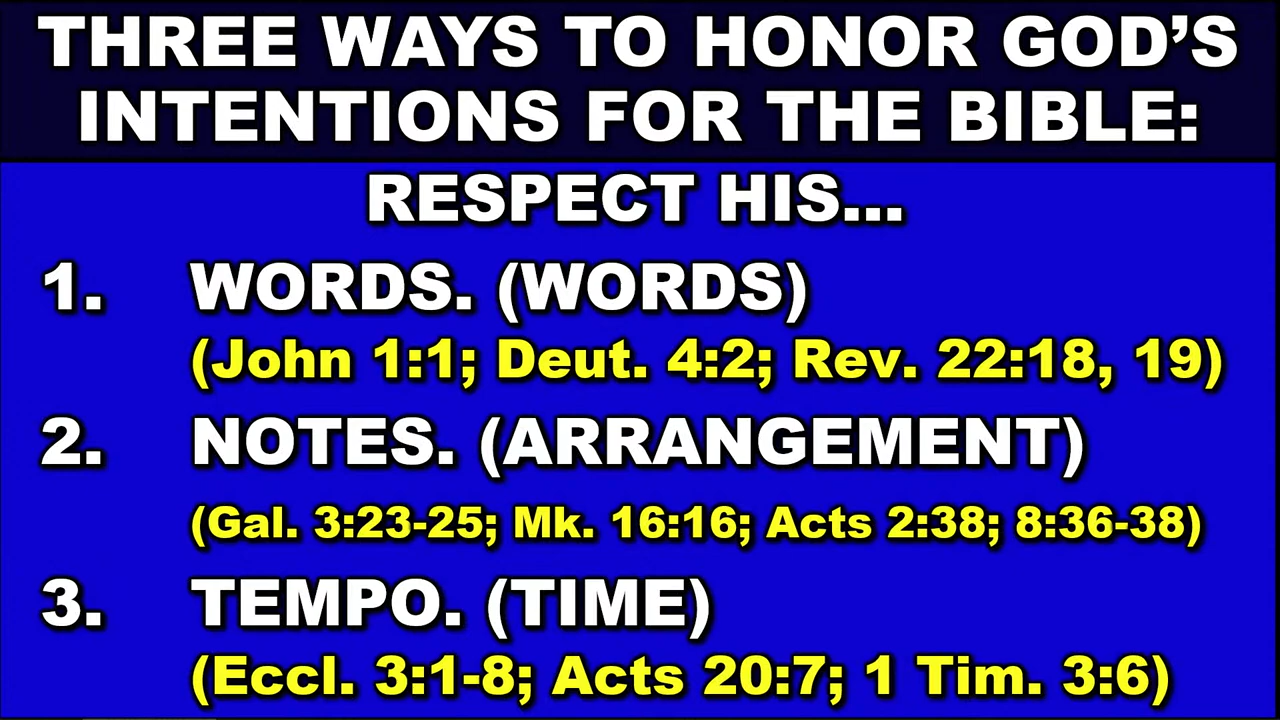 THREE WAYS TO HONOR GOD’S
INTENTIONS FOR THE BIBLE:
RESPECT HIS...
1. WORDS. (WORDS)
(John 1:1; Deut. 4:2; Rev. 22:18, 19)
2. NOTES. (ARRANGEMENT)
(Gal. 3:23-25; Mk. 16:16; Acts 2:38; 8:36-38)
3. TEMPO. (TIME)
(Eccl. 3:1-8; Acts 20:7; 1 Tim. 3:6)